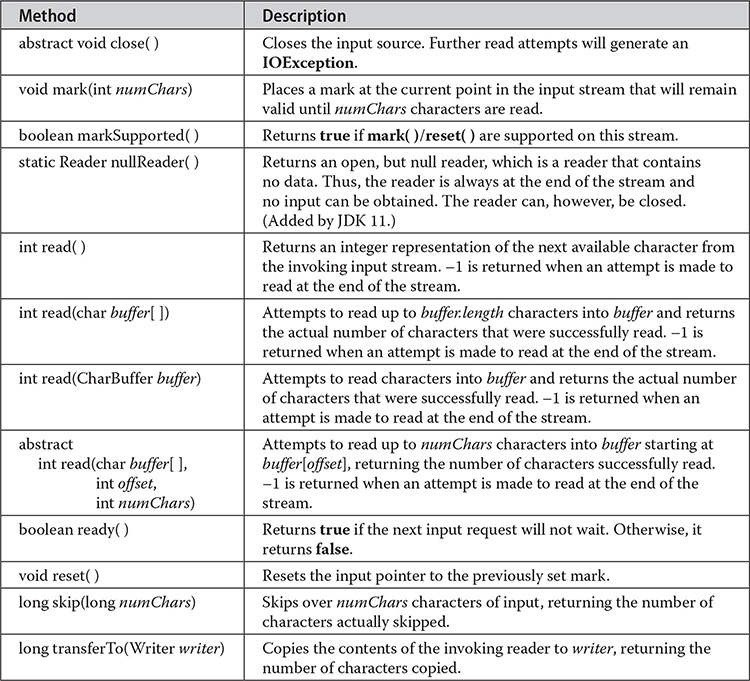 Method Description
abstract void close( ) Closes the input source. Further read attempts will generate an
IOException.
void mark(int numChars) Places a mark at the current point in the input stream that will remain
valid until numChars characters are read.
boolean markSupported( ) Returns true if mark( )/reset( ) are supported on this stream.
static Reader nullReader( ) Returns an open, but null reader, which is a reader that contains
no data. Thus, the reader is always at the end of the stream and
no input can be obtained. The reader can, however, be closed.
(Added by JDK 11.)
int read( ) Returns an integer representation of the next available character from
the invoking input stream. –1 is returned when an attempt is made to
read at the end of the stream.
int read(char buffer[ ]) Attempts to read up to buffer.length characters into buffer and returns
the actual number of characters that were successfully read. –1 is
returned when an attempt is made to read at the end of the stream.
int read(CharBuffer buffer) Attempts to read characters into buffer and returns the actual number
of characters that were successfully read. –1 is returned when an
attempt is made to read at the end of the stream.
abstract Attempts to read up to numChars characters into buffer starting at
int read(char buffer[ ], buffer[offset], returning the number of characters successfully read.
int offset, –1 is returned when an attempt is made to read at the end of the
int numChars) stream.
boolean ready( ) Returns true if the next input request will not wait. Otherwise, it
returns false.
void reset( ) Resets the input pointer to the previously set mark.
long skip(long numChars) Skips over numChars characters of input, returning the number of
characters actually skipped.
long transferTo(Writer writer) Copies the contents of the invoking reader to writer, returning the
number of characters copied.